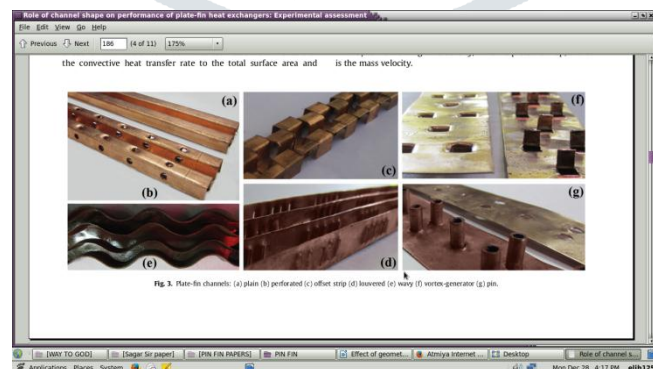 Role of channel shape on performance of plate-fin heat exchangers: Experimental assessment
File Edit View Go Help
Previous Next 186 (4 of 11) 175%
the convective heat transfer rate to the total surface area and
is the mass velocity.
(a)
(b)
(c)
(f)
(e)
(d)
(g)
Fig. 3. Plate-fin channels: (a) plain (b) perforated (c) offset strip (d) louvered (e) wavy (f) vortex-generator (g) pin.
[WAY TO GOD] [Sagar Sir paper] [PIN FIN PAPERS] PIN FIN Effect of geomet... Atmiya Internet ... Desktop Role of channel s...
Applications Places System Mon Dec 28, 4:17 PM